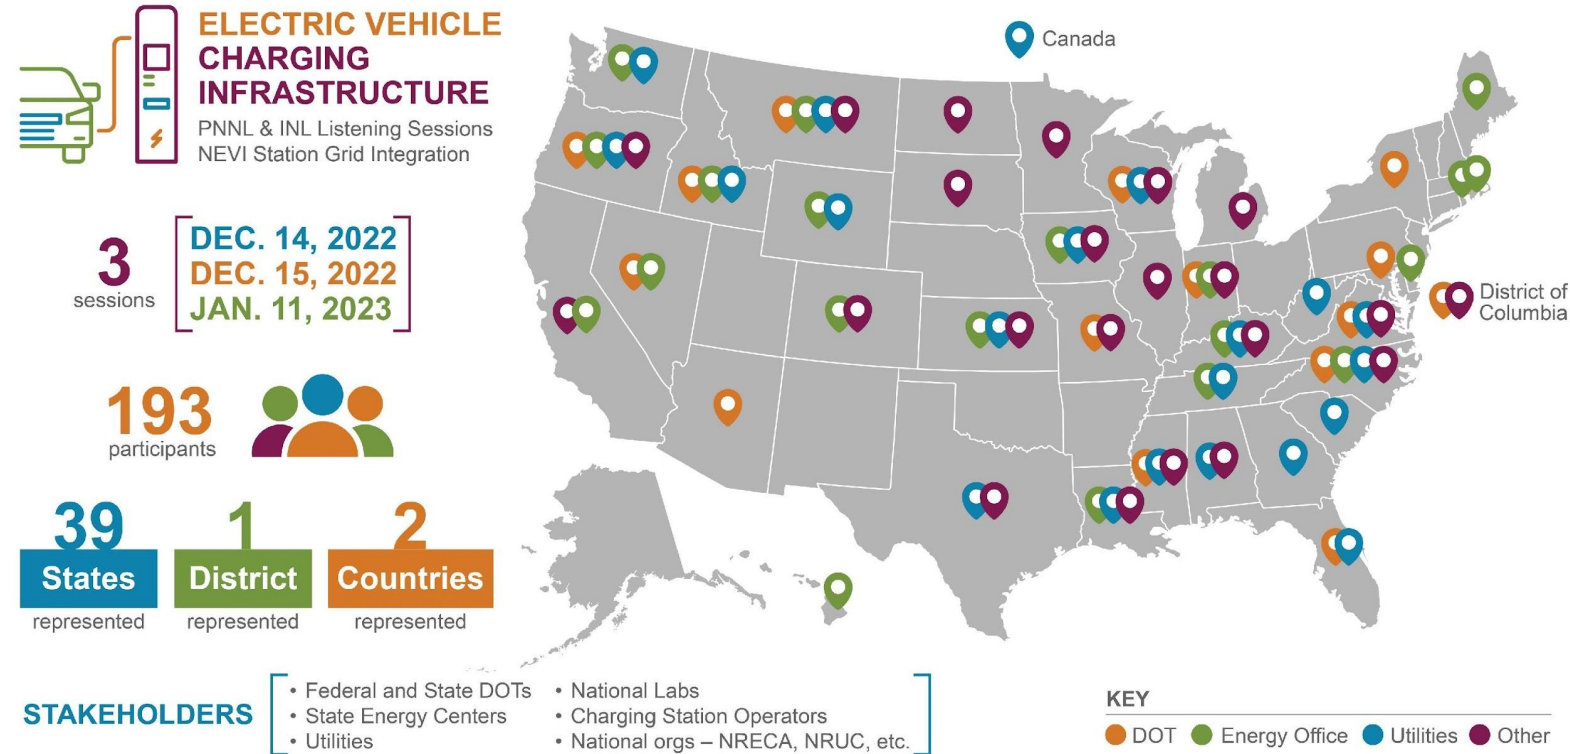 ELECTRIC VEHICLE
CHARGING
INFRASTRUCTURE
PNNL & INL Listening Sessions
NEVI Station Grid Integration
3
sessions
DEC. 14, 2022
DEC. 15, 2022
JAN. 11, 2023
193
participants
39
States
represented
1
District
represented
2
Countries
represented
Canada
District of
Columbia
STAKEHOLDERS
• Federal and State DOTs
• State Energy Centers
• Utilities
• National Labs
• Charging Station Operators
• National orgs – NRECA, NRUC, etc.
KEY
DOT Energy Office Utilities Other